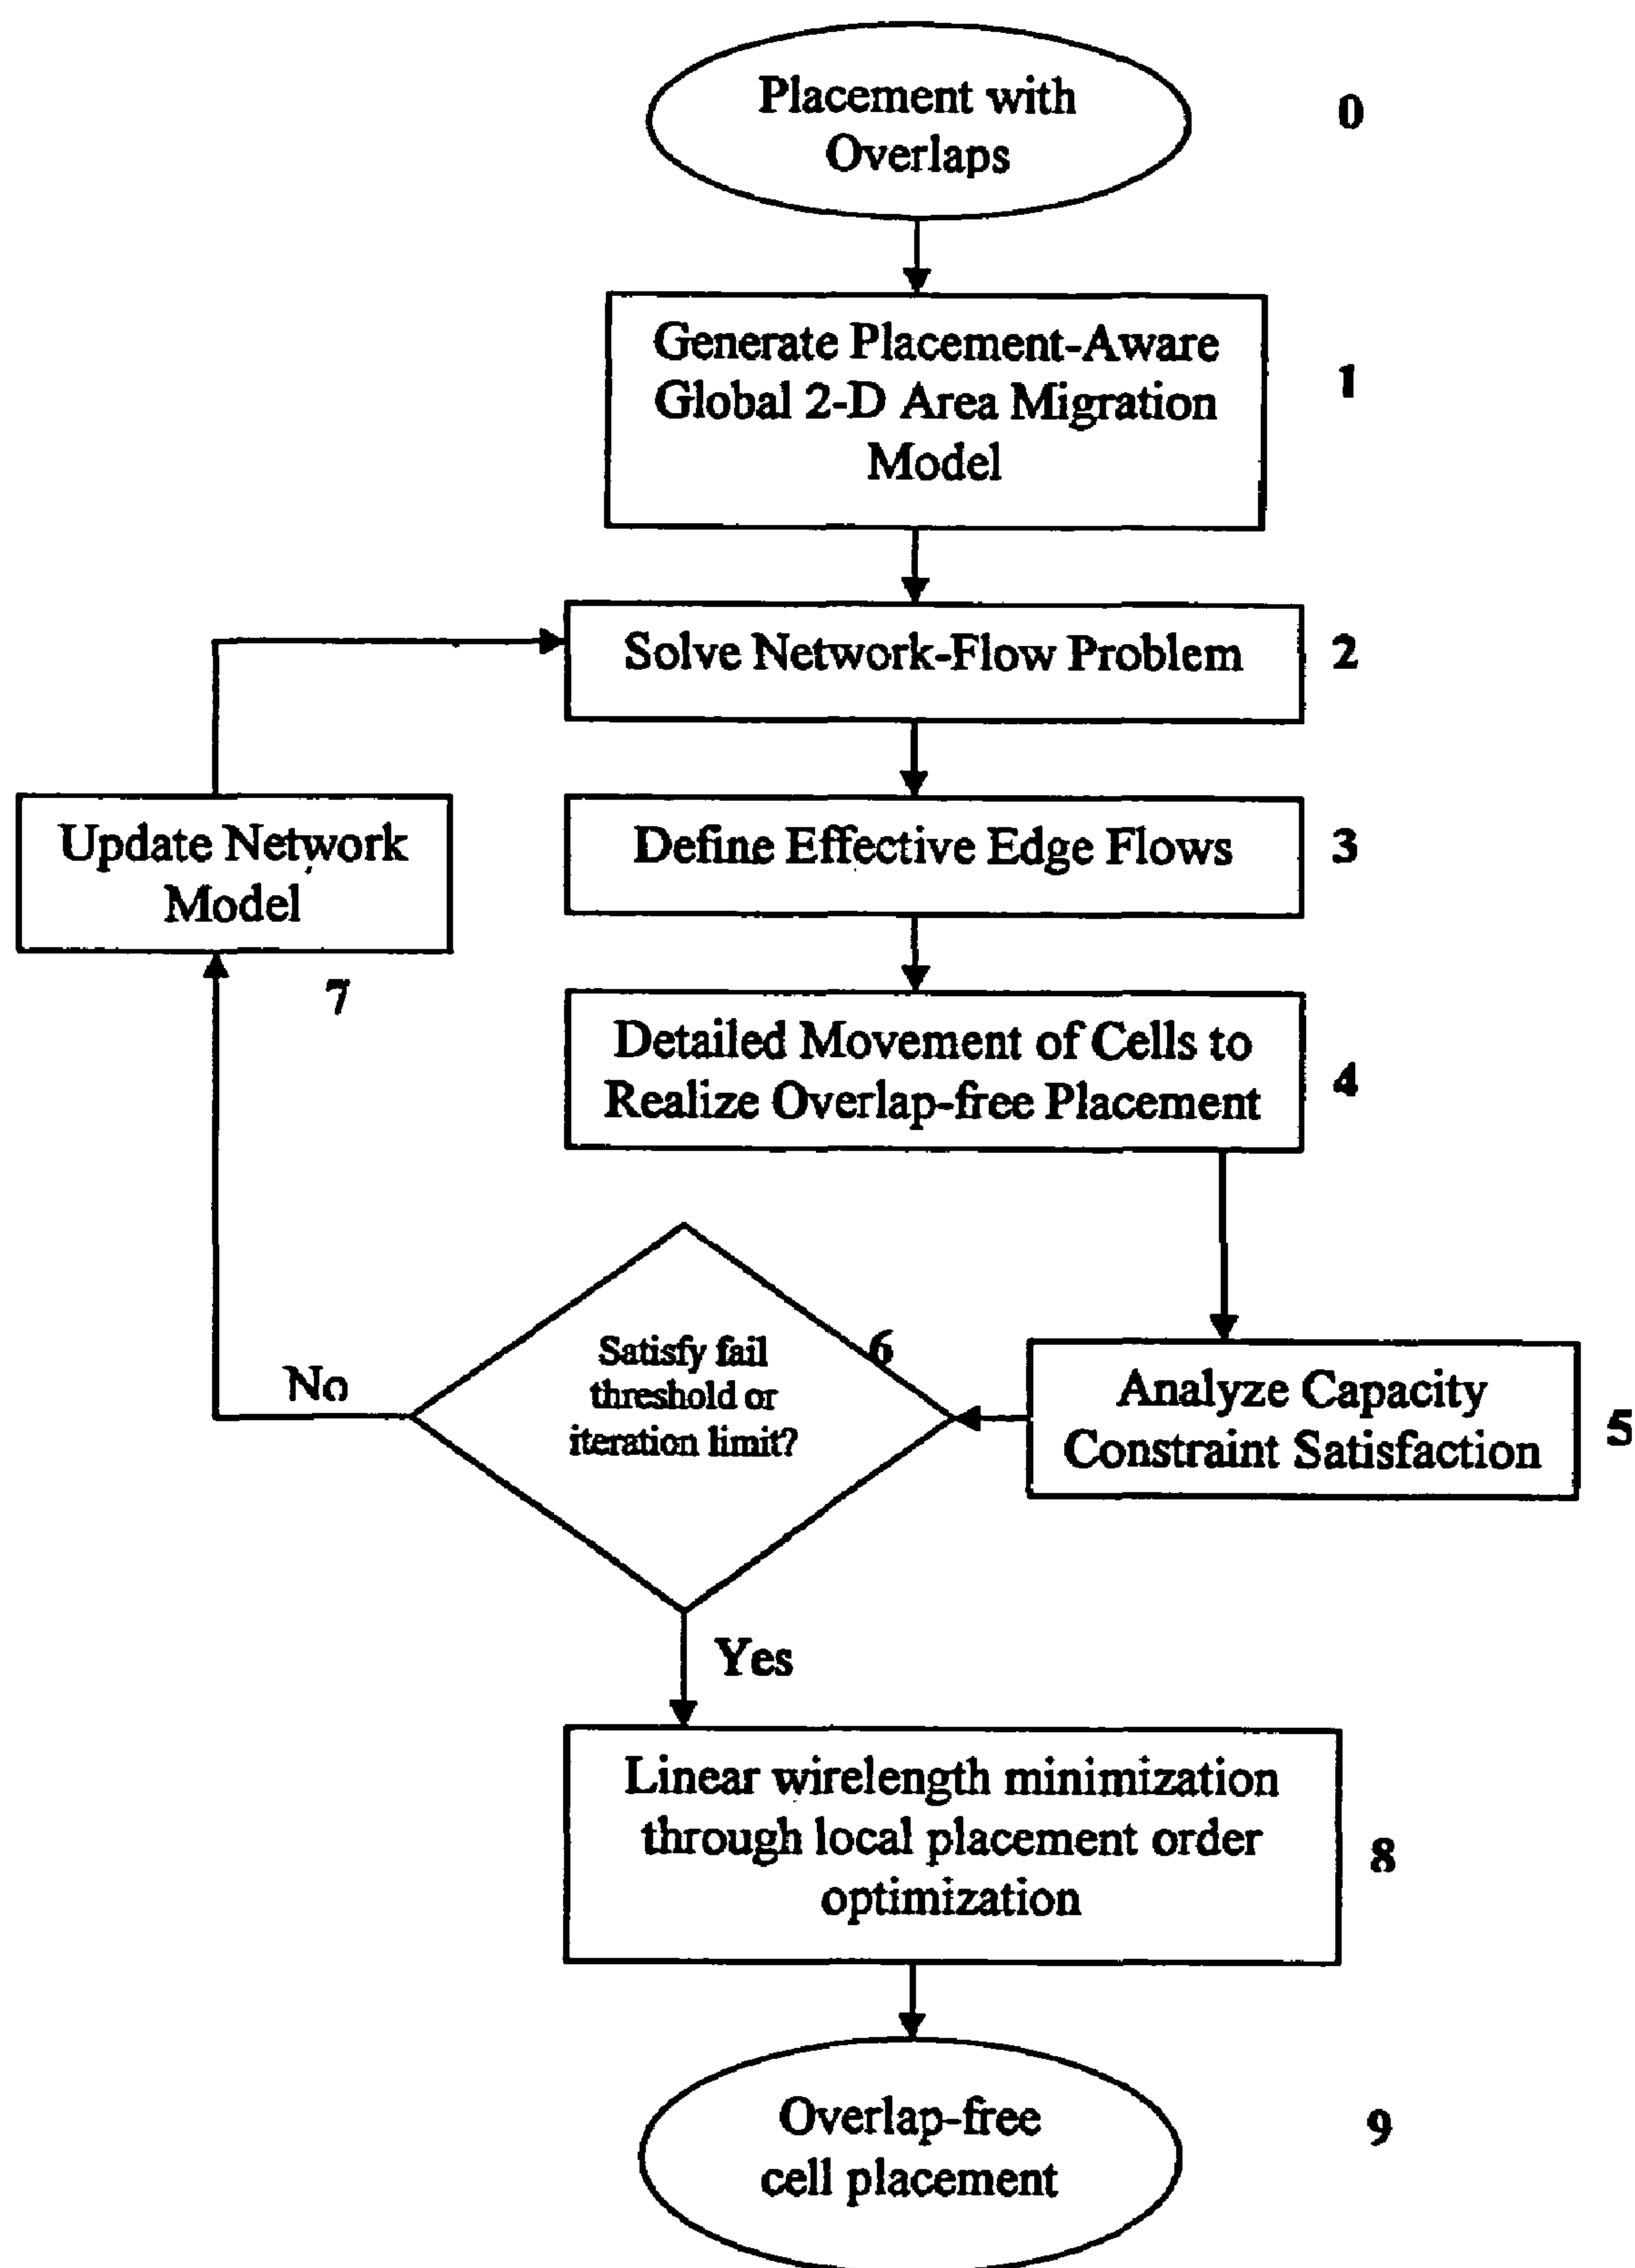 Placement with
Overlaps
0
Generate Placement-Aware
Global 2-D Area Migration
Model
1
Solve Network-Flow Problem
2
Define Effective Edge Flows
3
Update Network
Model
7
Detailed Movement of Cells to
Realize Overlap-free Placement
4
Analyze Capacity
Constraint Satisfaction
5
Satisfy fail
threshold or
iteration limit?
6
No
Yes
Linear wirelength minimization
through local placement order
optimization
8
Overlap-free
cell placement
9